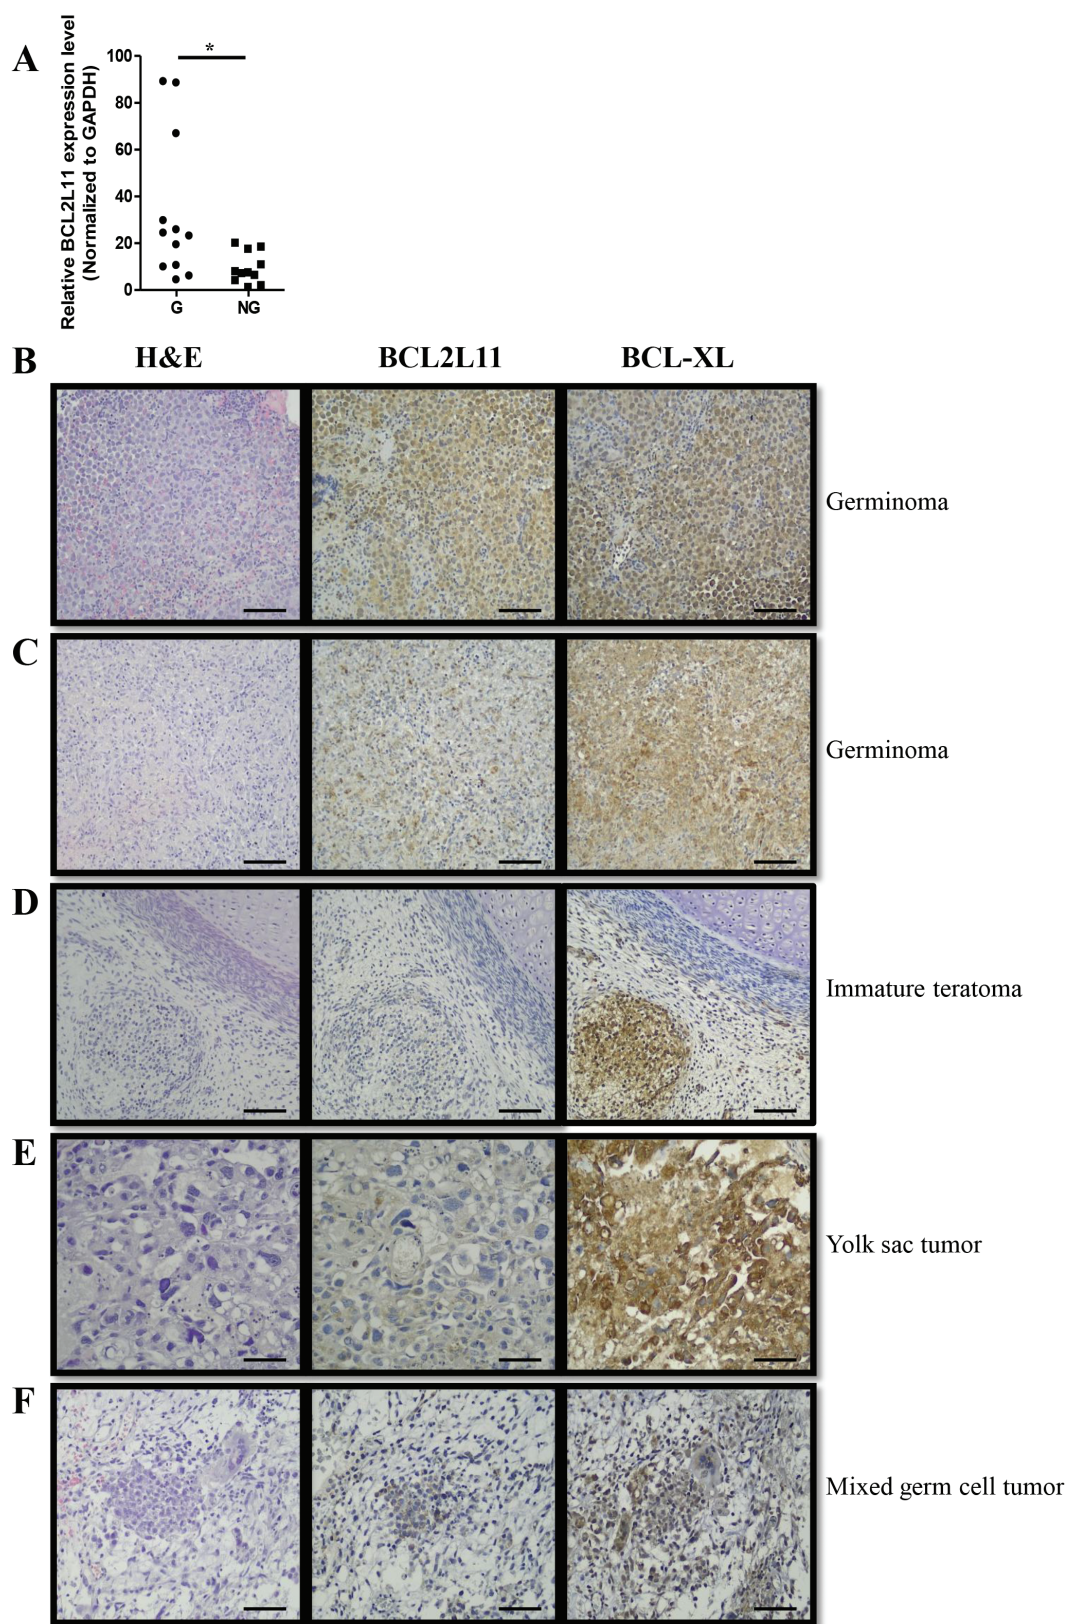 A
Relative BCL2L11 expression level
(Normalized to GAPDH)
*
100
80
60
40
20
0
G
NG
B
H&E
BCL2L11
BCL-XL
Germinoma
C
Germinoma
D
Immature teratoma
E
Yolk sac tumor
F
Mixed germ cell tumor